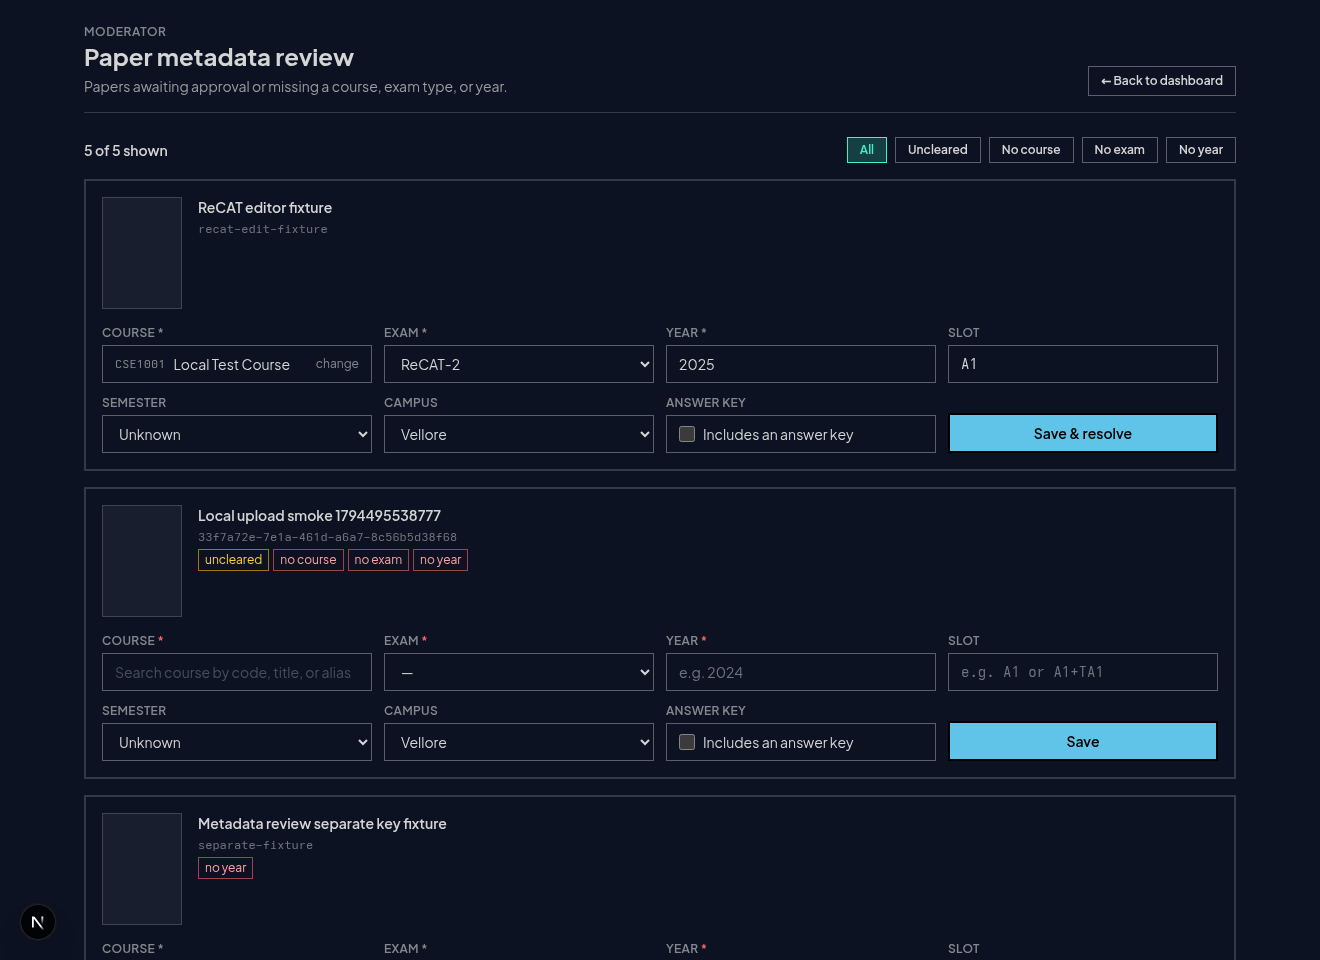 MODERATOR
Paper metadata review
Papers awaiting approval or missing a course, exam type, or year.
← Back to dashboard
5 of 5 shown
All Uncleared No course No exam No year
ReCAT editor fixture
recat-edit-fixture
COURSE * EXAM * YEAR * SLOT
CSE1001 Local Test Course change ReCAT-2 2025 A1
SEMESTER CAMPUS ANSWER KEY
Unknown Vellore Includes an answer key Save & resolve
Local upload smoke 1794495538777
33f7a72e-7e1a-461d-a6a7-8c56b5d38f68
uncleared no course no exam no year
COURSE * EXAM * YEAR * SLOT
Search course by code, title, or alias — e.g. 2024 e.g. A1 or A1+TA1
SEMESTER CAMPUS ANSWER KEY
Unknown Vellore Includes an answer key Save
Metadata review separate key fixture
separate-fixture
no year
N
COURSE * EXAM * YEAR * SLOT